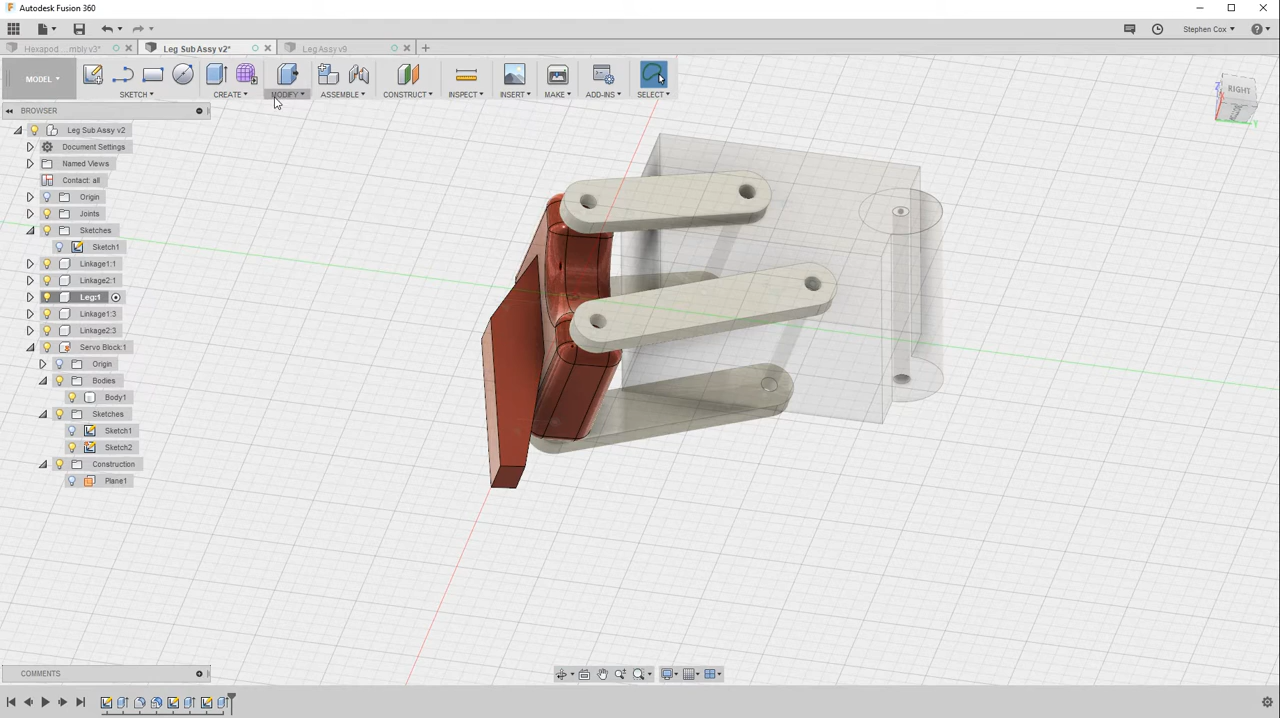 Autodesk Fusion 360
Stephen Cox
Hexapod ...mbly v3*
Leg Sub Assy v2*
Leg Assy v9
MODEL
SKETCH
CREATE
MODIFY
ASSEMBLE
CONSTRUCT
INSPECT
INSERT
MAKE
ADD-INS
SELECT
RIGHT
Z
X
Y
BROWSER
Leg Sub Assy v2
Document Settings
Named Views
Contact: all
Origin
Joints
Sketches
Sketch1
Linkage1:1
Linkage2:1
Leg:1
Linkage1:3
Linkage2:3
Servo Block:1
Origin
Bodies
Body1
Sketches
Sketch1
Sketch2
Construction
Plane1
COMMENTS